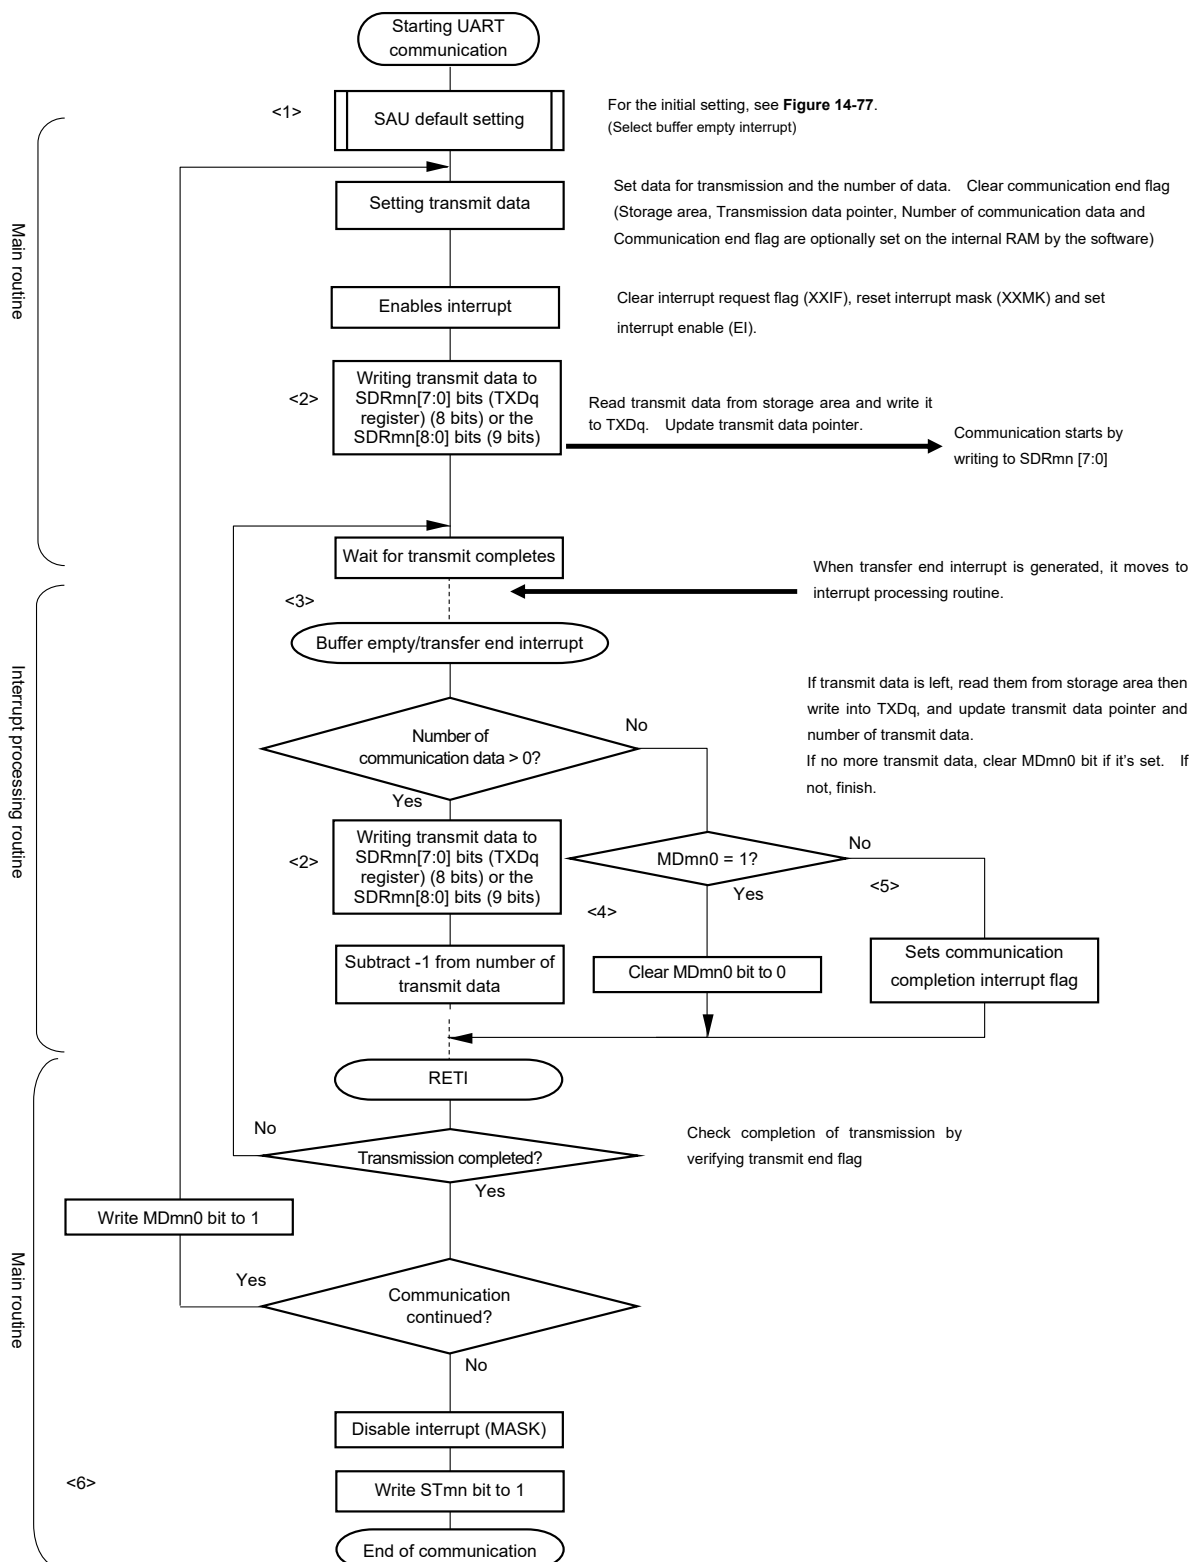 Starting UART
communication
<1>
SAU default setting
For the initial setting, see Figure 14-77.
(Select buffer empty interrupt)
Setting transmit data
Set data for transmission and the number of data. Clear communication end flag
(Storage area, Transmission data pointer, Number of communication data and
Communication end flag are optionally set on the internal RAM by the software)
Main routine
Enables interrupt
Clear interrupt request flag (XXIF), reset interrupt mask (XXMK) and set
interrupt enable (EI).
<2>
Writing transmit data to
SDRmn[7:0] bits (TXDq
register) (8 bits) or the
SDRmn[8:0] bits (9 bits)
Read transmit data from storage area and write it
to TXDq. Update transmit data pointer.
Communication starts by
writing to SDRmn [7:0]
Wait for transmit completes
When transfer end interrupt is generated, it moves to
interrupt processing routine.
<3>
Buffer empty/transfer end interrupt
Interrupt processing routine
If transmit data is left, read them from storage area then
write into TXDq, and update transmit data pointer and
number of transmit data.
If no more transmit data, clear MDmn0 bit if it's set. If
not, finish.
Number of
communication data > 0?
No
Yes
<2>
Writing transmit data to
SDRmn[7:0] bits (TXDq
register) (8 bits) or the
SDRmn[8:0] bits (9 bits)
MDmn0 = 1?
No
Yes
<4>
<5>
Subtract -1 from number of
transmit data
Clear MDmn0 bit to 0
Sets communication
completion interrupt flag
RETI
No
Transmission completed?
Check completion of transmission by
verifying transmit end flag
Yes
Write MDmn0 bit to 1
Main routine
Yes
Communication
continued?
No
Disable interrupt (MASK)
<6>
Write STmn bit to 1
End of communication